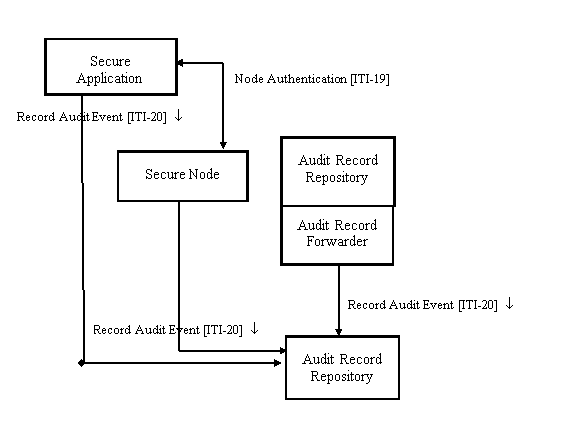 Secure
Application
Node Authentication [ITI-19]
Record Audit Event [ITI-20] ↓
Secure Node
Audit Record
Repository
Audit Record
Forwarder
Record Audit Event [ITI-20] ↓
Record Audit Event [ITI-20] ↓
Audit Record
Repository